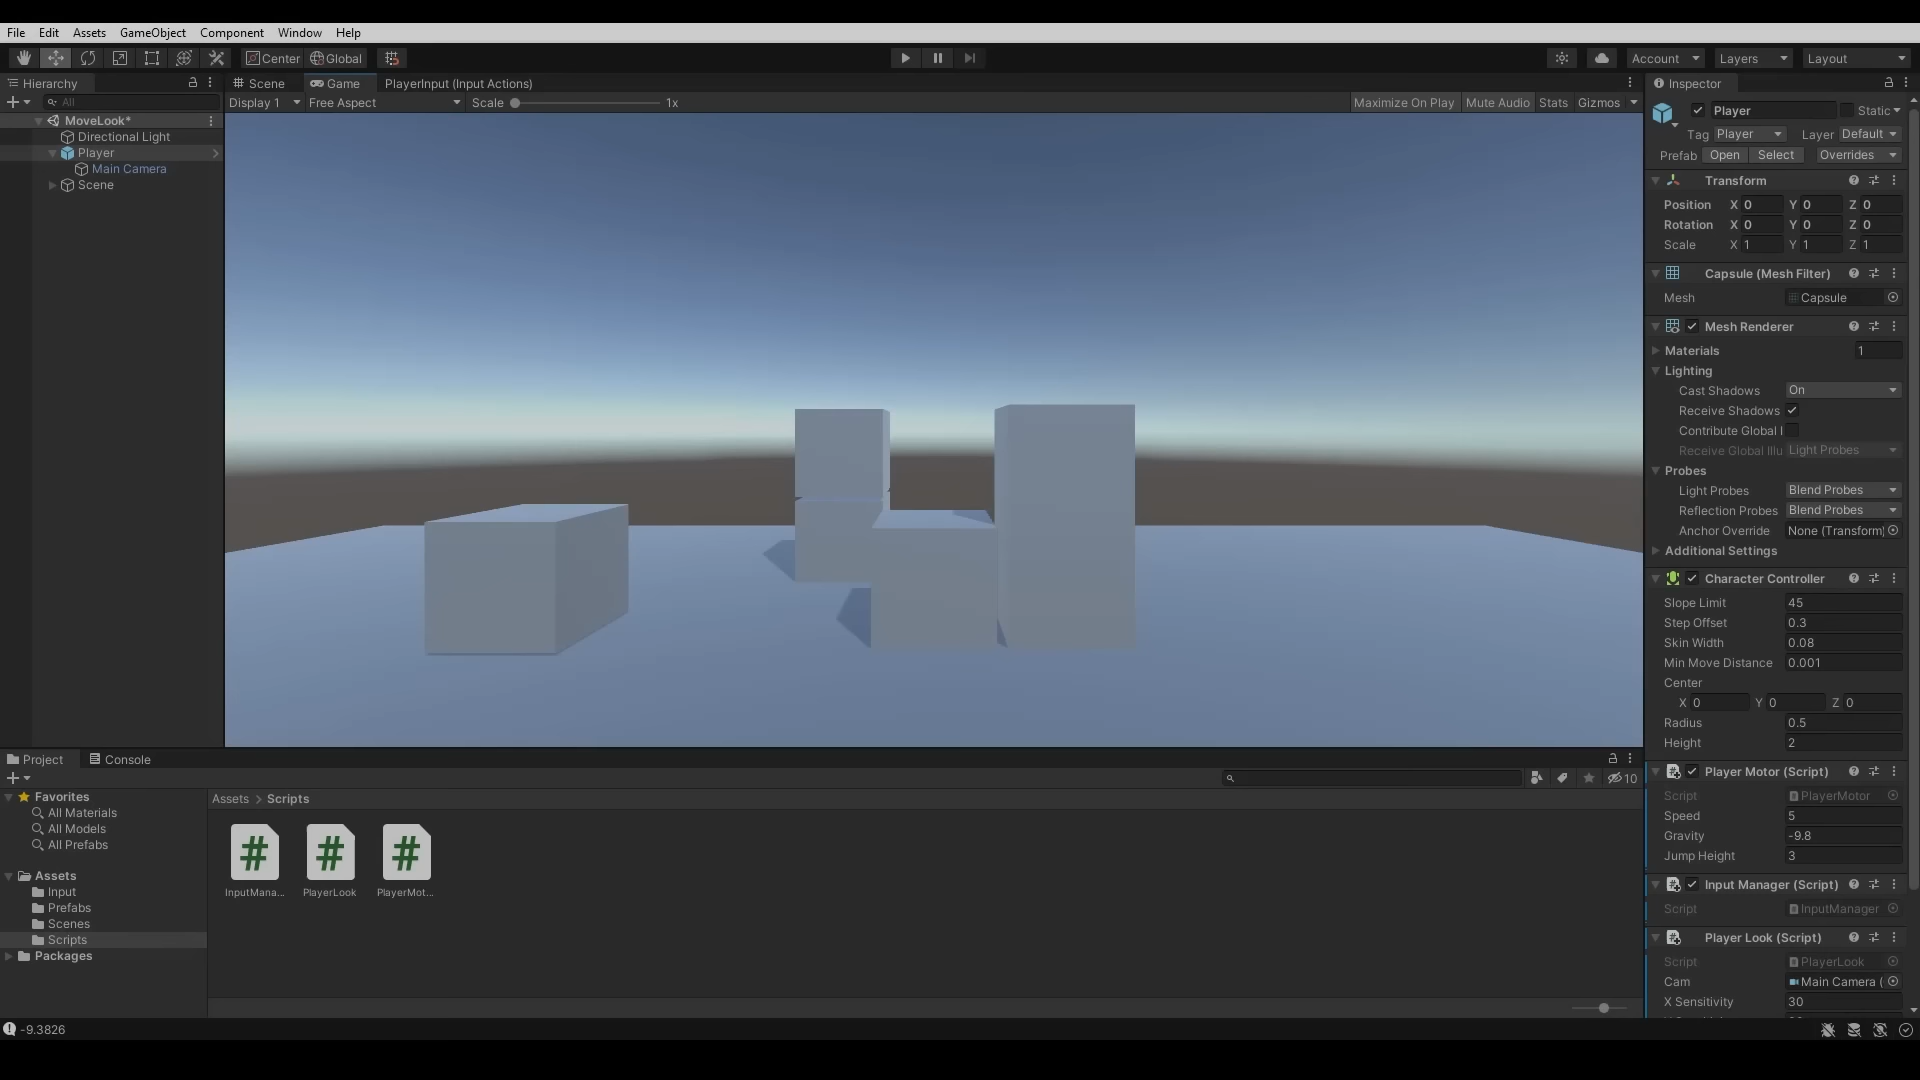 File Edit Assets GameObject Component Window Help
Center Global
Account Layers Layout
Hierarchy
All
MoveLook*
Directional Light
Player
Main Camera
Scene
Scene Game PlayerInput (Input Actions)
Display 1 Free Aspect Scale 1x Maximize On Play Mute Audio Stats Gizmos
Inspector
Player Static
Tag Player Layer Default
Prefab Open Select Overrides
Transform
Position X 0 Y 0 Z 0
Rotation X 0 Y 0 Z 0
Scale X 1 Y 1 Z 1
Capsule (Mesh Filter)
Mesh Capsule
Mesh Renderer
Materials 1
Lighting
Cast Shadows On
Receive Shadows
Contribute Global I
Receive Global Illu Light Probes
Probes
Light Probes Blend Probes
Reflection Probes Blend Probes
Anchor Override None (Transform)
Additional Settings
Character Controller
Slope Limit 45
Step Offset 0.3
Skin Width 0.08
Min Move Distance 0.001
Center
X 0 Y 0 Z 0
Radius 0.5
Height 2
Player Motor (Script)
Script PlayerMotor
Speed 5
Gravity -9.8
Jump Height 3
Input Manager (Script)
Script InputManager
Player Look (Script)
Script PlayerLook
Cam Main Camera (
X Sensitivity 30
Project Console
10
Favorites
All Materials
All Models
All Prefabs
Assets
Input
Prefabs
Scenes
Scripts
Packages
Assets > Scripts
# # #
InputMana... PlayerLook PlayerMot...
-9.3826